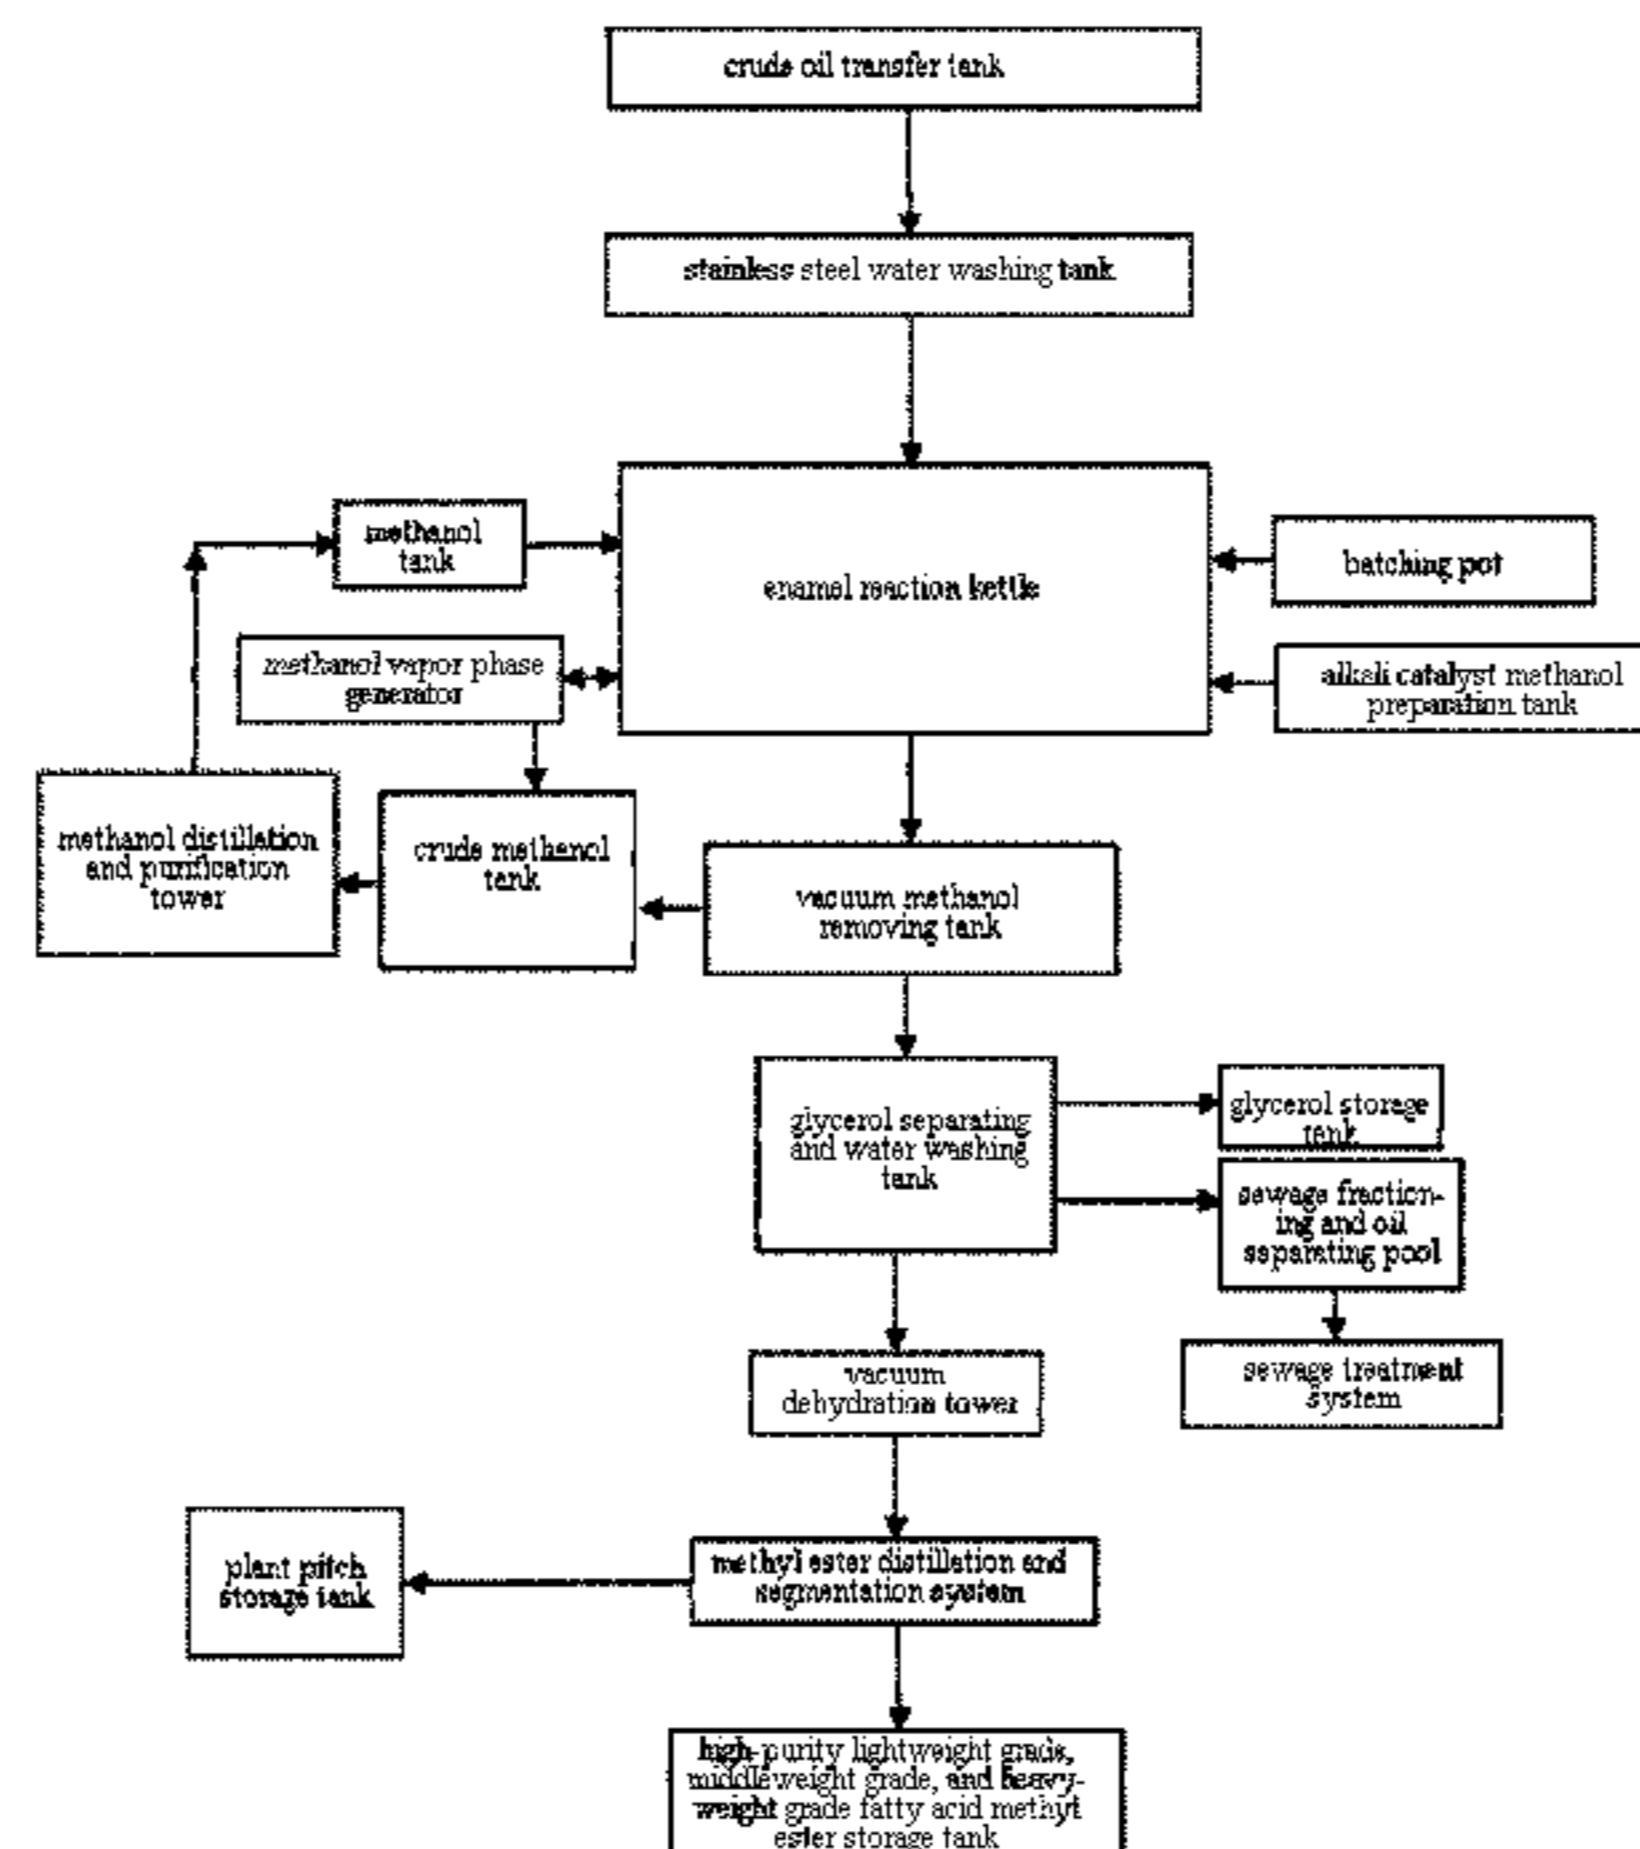 crude oil transfer tank
stainless steel water washing tank
methanol
tank
enamel reaction kettle
batching pot
methanol vapor phase
generator
alkali catalyst methanol
preparation tank
methanol distillation
and purification
tower
crude methanol
tank
vacuum methanol
removing tank
glycerol separating
and water washing
tank
glycerol storage
tank
sewage fraction-
ing and oil
separating pool
sewage treatment
system
vacuum
dehydration tower
plant pitch
storage tank
methyl ester distillation and
segmentation system
high-purity lightweight grade,
middleweight grade, and heavy-
weight grade fatty acid methyl
ester storage tank